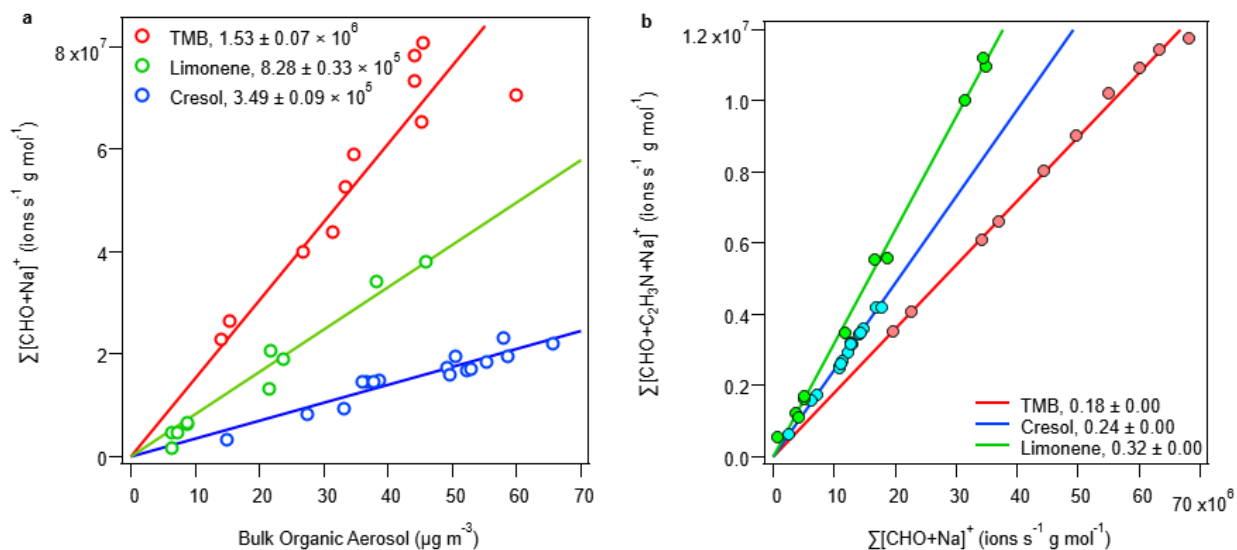 a
TMB, 1.53 ± 0.07 × 10⁶
Limonene, 8.28 ± 0.33 × 10⁵
Cresol, 3.49 ± 0.09 × 10⁵
8 x10⁷
6
4
2
0
∑[CHO+Na]⁺ (ions s⁻¹ g mol⁻¹)
0 10 20 30 40 50 60 70
Bulk Organic Aerosol (µg m⁻³)
b
1.2 x10⁷
1.0
0.8
0.6
0.4
0.2
0.0
∑[CHO+C₂H₃N+Na]⁺ (ions s⁻¹ g mol⁻¹)
TMB, 0.18 ± 0.00
Cresol, 0.24 ± 0.00
Limonene, 0.32 ± 0.00
0 10 20 30 40 50 60
70 x10⁶
∑[CHO+Na]⁺ (ions s⁻¹ g mol⁻¹)